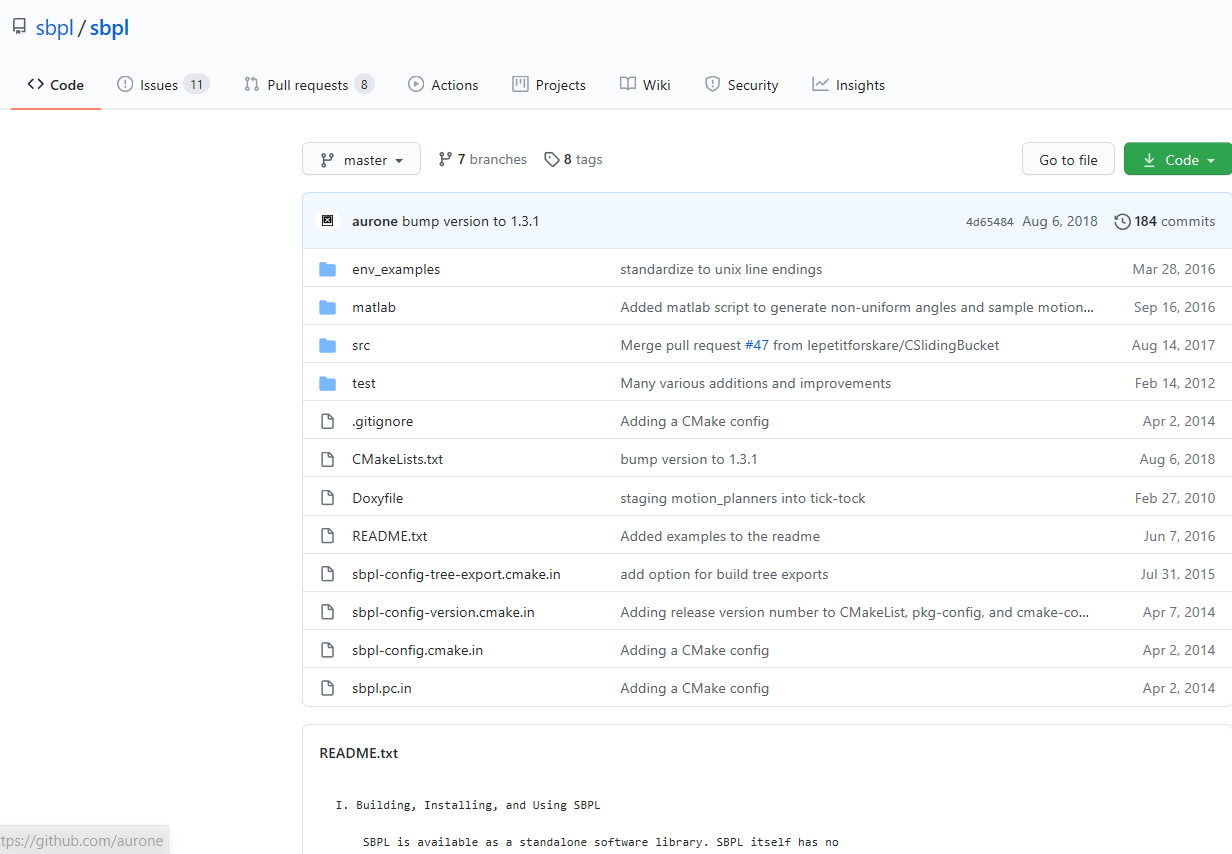 sbpl / sbpl
Code Issues 11 Pull requests 8 Actions Projects Wiki Security Insights
master 7 branches 8 tags Go to file Code
aurone bump version to 1.3.1 4d65484 Aug 6, 2018 184 commits
env_examples standardize to unix line endings Mar 28, 2016
matlab Added matlab script to generate non-uniform angles and sample motion... Sep 16, 2016
src Merge pull request #47 from lepetitforskare/CSlidingBucket Aug 14, 2017
test Many various additions and improvements Feb 14, 2012
.gitignore Adding a CMake config Apr 2, 2014
CMakeLists.txt bump version to 1.3.1 Aug 6, 2018
Doxyfile staging motion_planners into tick-tock Feb 27, 2010
README.txt Added examples to the readme Jun 7, 2016
sbpl-config-tree-export.cmake.in add option for build tree exports Jul 31, 2015
sbpl-config-version.cmake.in Adding release version number to CMakeList, pkg-config, and cmake-co... Apr 7, 2014
sbpl-config.cmake.in Adding a CMake config Apr 2, 2014
sbpl.pc.in Adding a CMake config Apr 2, 2014
README.txt
I. Building, Installing, and Using SBPL
SBPL is available as a standalone software library. SBPL itself has no
tps://github.com/aurone